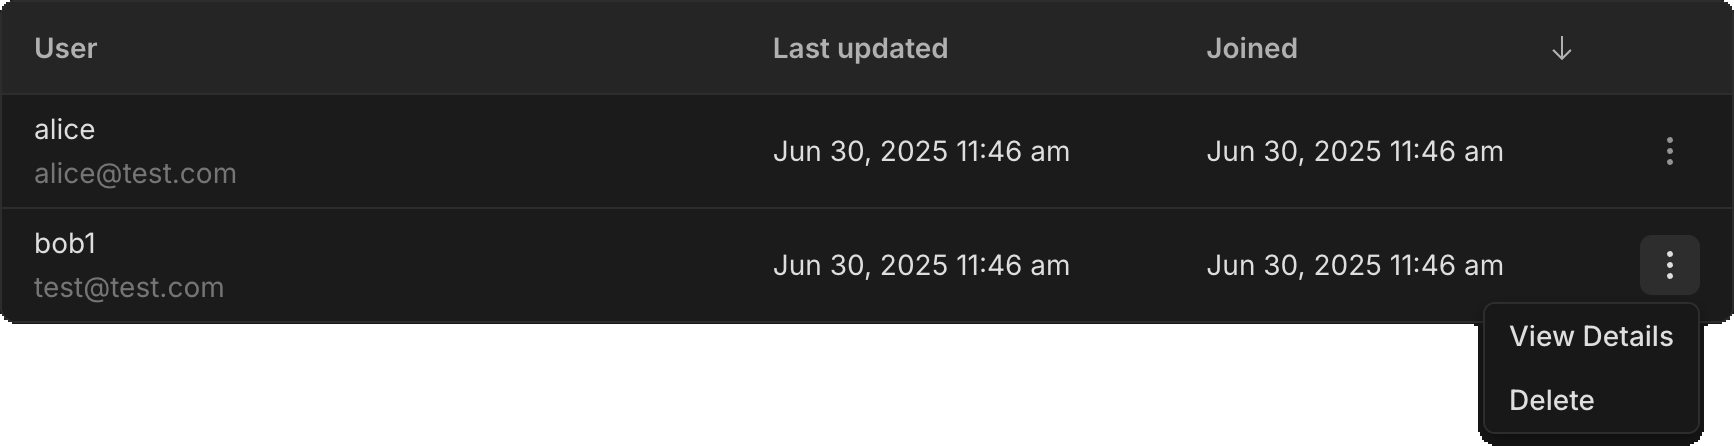 User Last updated Joined
alice
alice@test.com
Jun 30, 2025 11:46 am Jun 30, 2025 11:46 am
bob1
test@test.com
Jun 30, 2025 11:46 am Jun 30, 2025 11:46 am
View Details
Delete